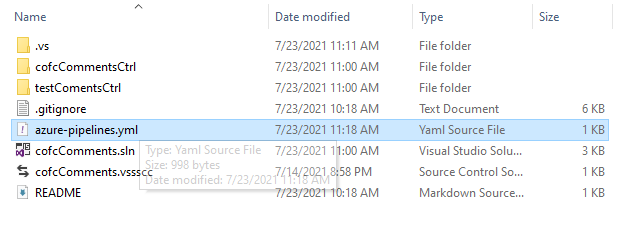 Name Date modified Type Size
.vs 7/23/2021 11:11 AM File folder
cofcCommentsCtrl 7/23/2021 11:00 AM File folder
testComentsCtrl 7/23/2021 11:00 AM File folder
.gitignore 7/23/2021 10:18 AM Text Document 6 KB
azure-pipelines.yml 7/23/2021 11:18 AM Yaml Source File 1 KB
cofcComments.sln 7/23/2021 11:00 AM Visual Studio Solu... 3 KB
Type: Yaml Source File
Size: 998 bytes
Date modified: 7/23/2021 11:18 AM
cofcComments.vssscc 7/14/2021 8:58 PM Source Control So... 1 KB
README 7/23/2021 10:18 AM Markdown Source... 1 KB